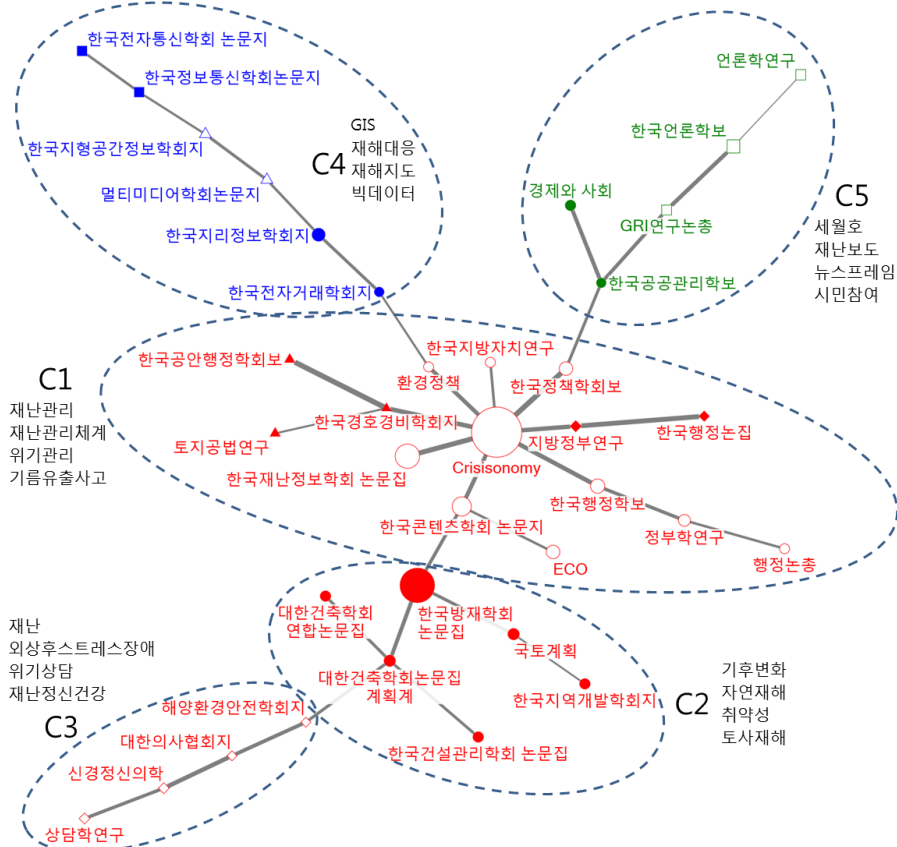 한국전자통신학회 논문지
한국정보통신학회논문지
한국지형공간정보학회지
멀티미디어학회논문지
한국지리정보학회지
한국전자거래학회지
C4
GIS
재해대응
재해지도
빅데이터
언론학연구
한국언론학보
경제와 사회
GRI연구논총
한국공공관리학보
C5
세월호
재난보도
뉴스프레임
시민참여
C1
재난관리
재난관리체계
위기관리
기름유출사고
한국공안행정학회보
한국지방자치연구
환경정책
한국정책학회보
한국경호경비학회지
토지공법연구
지방정부연구
한국행정논집
한국재난정보학회 논문집
Crisisonomy
한국행정학보
한국콘텐츠학회 논문지
정부학연구
행정논총
ECO
대한건축학회
연합논문집
한국방재학회
논문집
국토계획
대한건축학회논문집
계획계
한국지역개발학회지
한국건설관리학회 논문집
C2
기후변화
자연재해
취약성
토사재해
재난
외상후스트레스장애
위기상담
재난정신건강
C3
해양환경안전학회지
대한의사협회지
신경정신의학
상담학연구